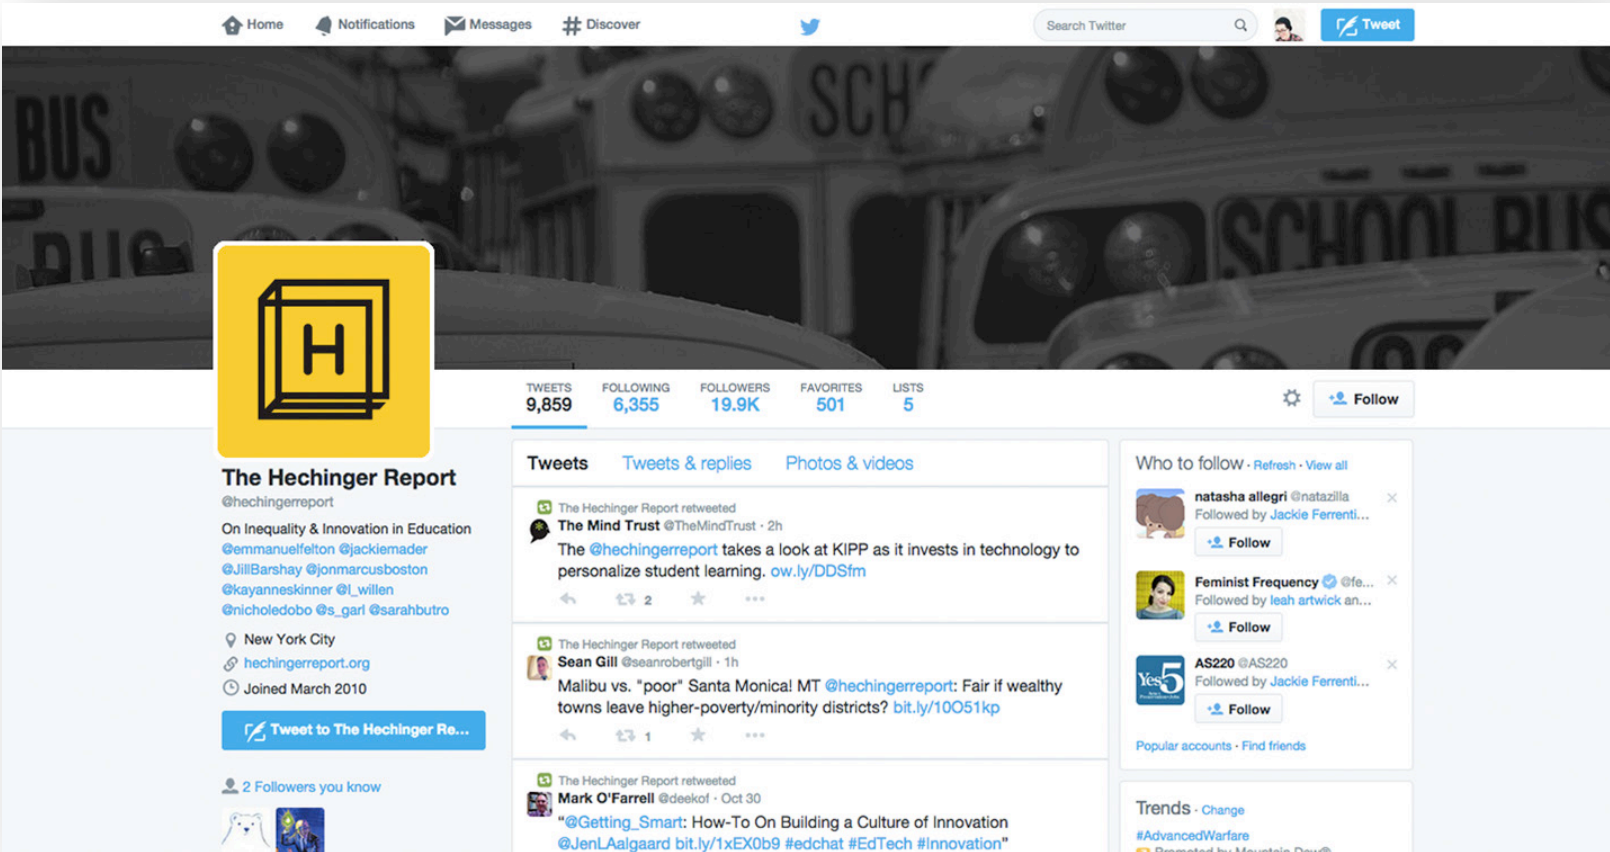 Home Notifications Messages Discover
Search Twitter
Tweet
BUS
SCH
BUS
SCHOOL BUS
H
TWEETS FOLLOWING FOLLOWERS FAVORITES LISTS
9,859 6,355 19.9K 501 5
Follow
The Hechinger Report
@hechingerreport
On Inequality & Innovation in Education
@emmanuelfelton @jackiemader
@JillBarshay @jonmarcusboston
@kayanneskinner @l_willen
@nicholedobo @s_garl @sarahbutro
New York City
hechingerreport.org
Joined March 2010
Tweet to The Hechinger Re...
2 Followers you know
Tweets Tweets & replies Photos & videos
The Hechinger Report retweeted
The Mind Trust @TheMindTrust · 2h
The @hechingerreport takes a look at KIPP as it invests in technology to
personalize student learning. ow.ly/DDSfm
2
The Hechinger Report retweeted
Sean Gill @seanrobertgill · 1h
Malibu vs. "poor" Santa Monica! MT @hechingerreport: Fair if wealthy
towns leave higher-poverty/minority districts? bit.ly/10O51kp
1
The Hechinger Report retweeted
Mark O'Farrell @deekof · Oct 30
"@Getting_Smart: How-To On Building a Culture of Innovation
@JenLAalgaard bit.ly/1xEX0b9 #edchat #EdTech #Innovation"
Who to follow · Refresh · View all
natasha allegri @natazilla
Followed by Jackie Ferrenti...
Follow
Feminist Frequency @fe...
Followed by leah artwick an...
Follow
Yes 5
AS220 @AS220
Followed by Jackie Ferrenti...
Follow
Popular accounts · Find friends
Trends · Change
#AdvancedWarfare
Promoted by Mountain Dew®